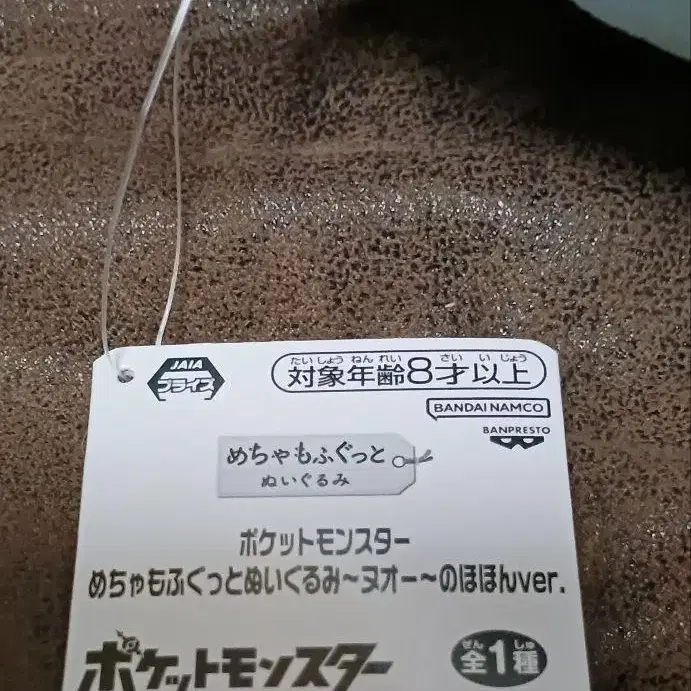 JAIA
プライズ
たいしょうねんれい さいいじょう
対象年齢8才以上
BANDAI NAMCO
BANPRESTO
めちゃもふぐっと
ぬいぐるみ
ポケットモンスター
めちゃもふぐっとぬいぐるみ~ヌオー~のほほんver.
ポケットモンスター
ぜん しゅ
全1種